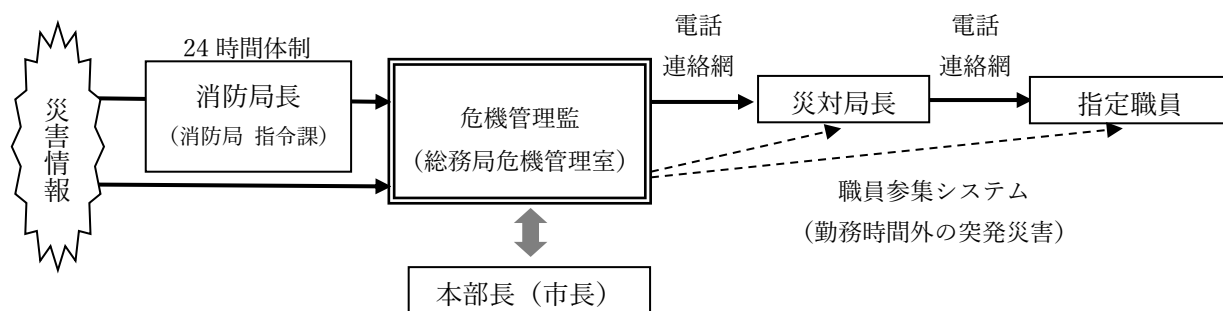 災害情報
24時間体制
消防局長
（消防局 指令課）
危機管理監
（総務局危機管理室）
電話
連絡網
災対局長
電話
連絡網
指定職員
職員参集システム
（勤務時間外の突発災害）
本部長（市長）